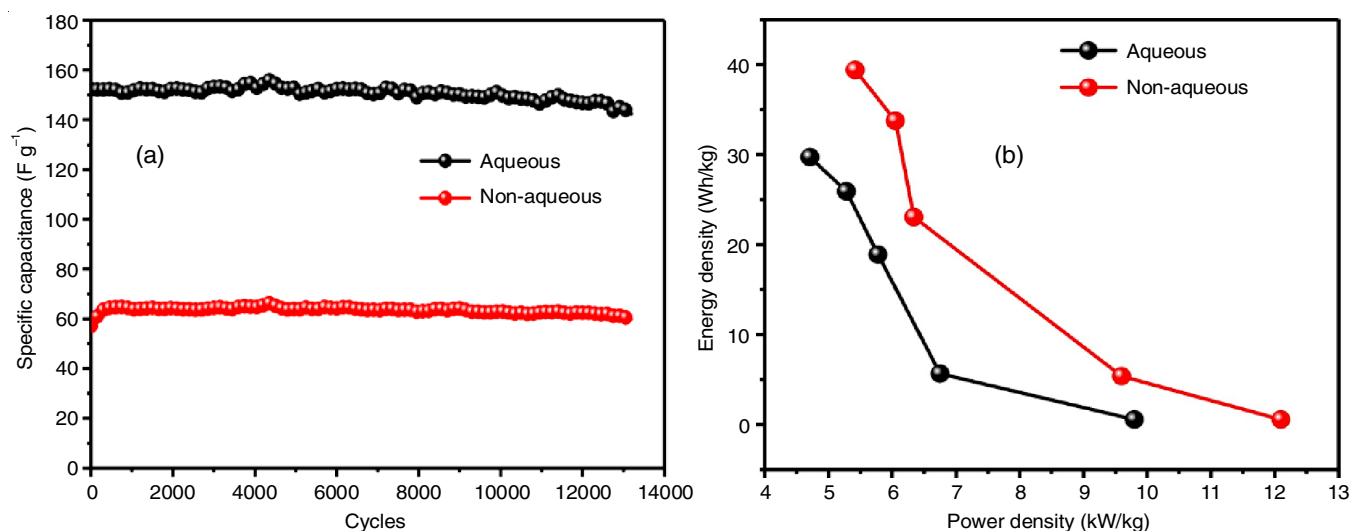 180
160
140
120
100
80
60
40
20
0
Specific capacitance (F g⁻¹)
(a)
Aqueous
Non-aqueous
0 2000 4000 6000 8000 10000 12000 14000
Cycles
40
30
20
10
0
Energy density (Wh/kg)
Aqueous
Non-aqueous
(b)
4 5 6 7 8 9 10 11 12 13
Power density (kW/kg)